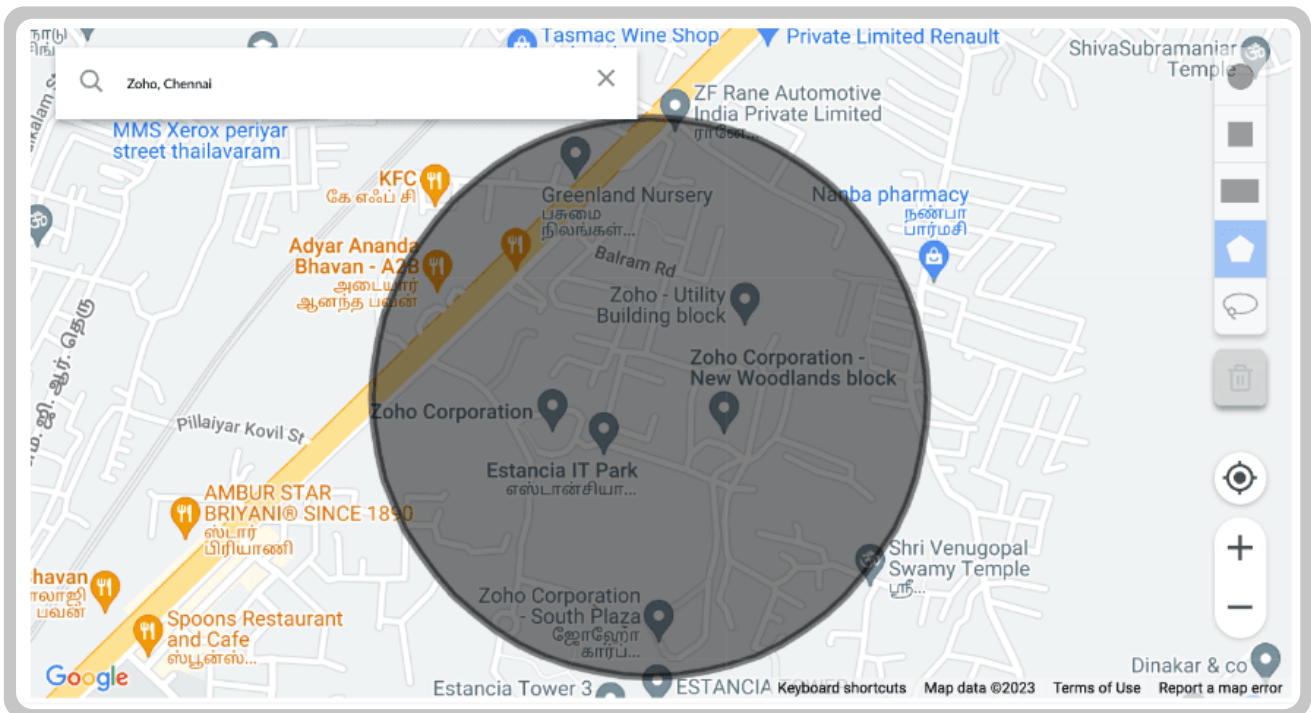 Tasmac Wine Shop
Private Limited Renault
ShivaSubramaniar
Temple
Zoho, Chennai
ZF Rane Automotive
India Private Limited
MMS Xerox periyar
street thailavaram
KFC
கே எஃப் சி
Greenland Nursery
பசுமை
நிலங்கள்...
Nanba pharmacy
நண்பா
பார்மசி
Adyar Ananda
Bhavan - A2B
அடையார்
ஆனந்த பவன்
Balram Rd
Zoho - Utility
Building block
எம். ஜி. ஆர். தெரு
Zoho Corporation -
New Woodlands block
Zoho Corporation
Pillaiyar Kovil St
Estancia IT Park
எஸ்டான்சியா...
AMBUR STAR
BRIYANI® SINCE 1890
ஸ்டார்
பிரியாணி
Shri Venugopal
Swamy Temple
ஸ்ரீ...
havan
பவன்
Zoho Corporation
- South Plaza
ஜோஹோ
கார்ப...
Spoons Restaurant
and Cafe
ஸ்பூன்ஸ்...
Google
Dinakar & co
Estancia Tower 3
ESTANCIA
Keyboard shortcuts
Map data ©2023
Terms of Use
Report a map error